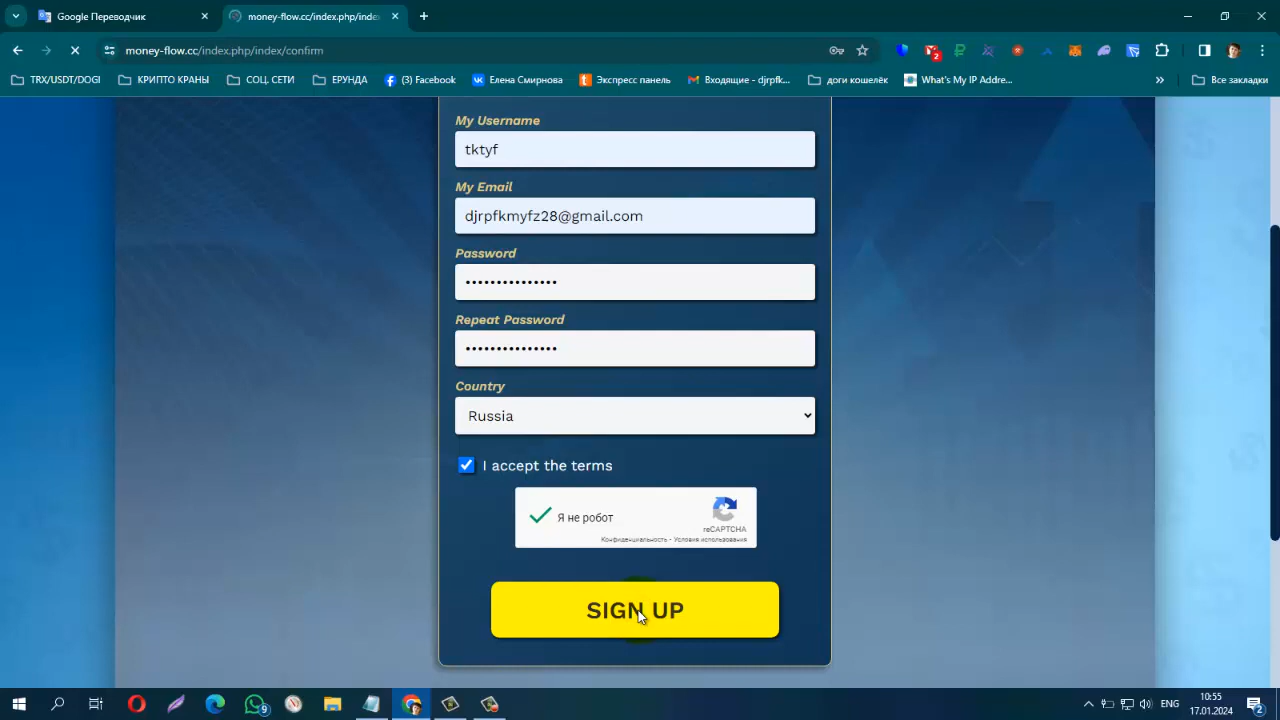 Google Переводчик
money-flow.cc/index.php/inde
money-flow.cc/index.php/index/confirm
2
TRX/USDT/DOGI
КРИПТО КРАНЫ
СОЦ. СЕТИ
ЕРУНДА
(3) Facebook
Елена Смирнова
Экспресс панель
Входящие - djrpfk...
доги кошелёк
What's My IP Addre...
»
Все закладки
My Username
tktyf
My Email
djrpfkmyfz28@gmail.com
Password
•••••••••••••••
Repeat Password
•••••••••••••••
Country
Russia
I accept the terms
Я не робот
reCAPTCHA
Конфиденциальность - Условия использования
SIGN UP
9
ENG
10:55
17.01.2024
2